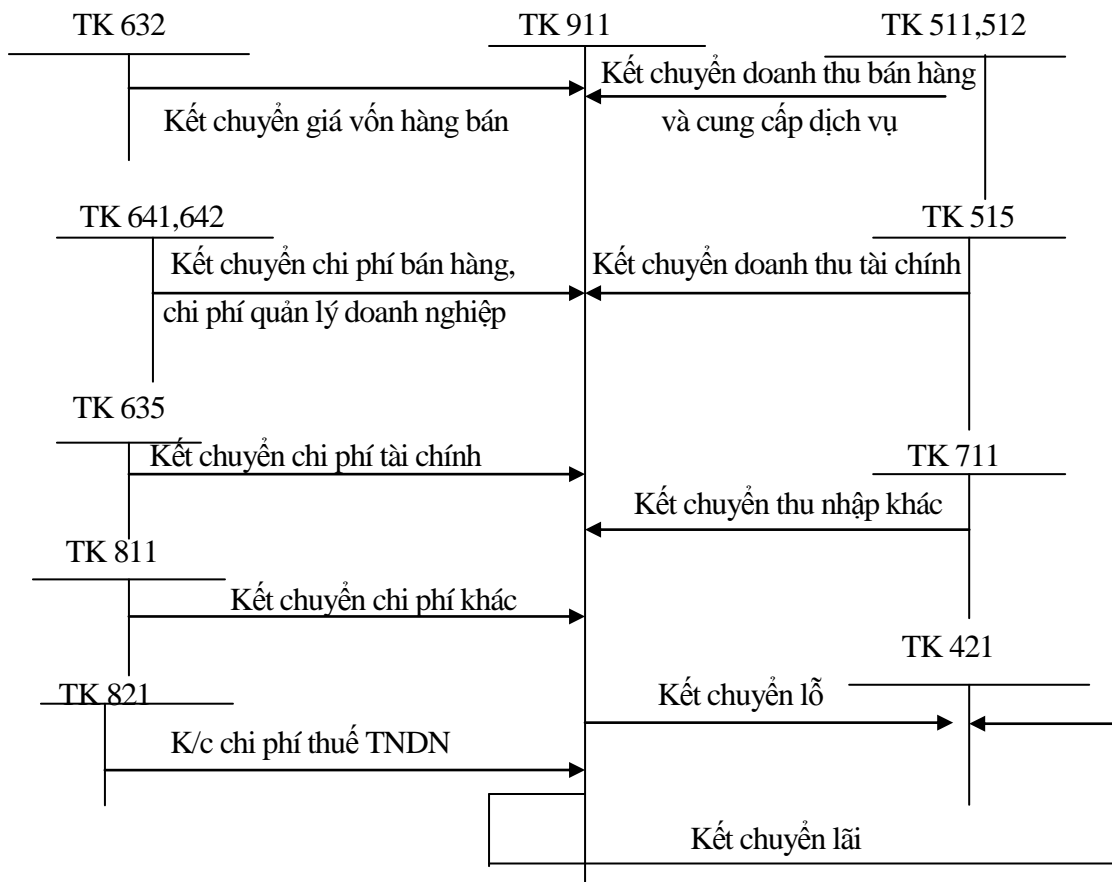 TK 632
TK 911
TK 511,512
Kết chuyển doanh thu bán hàng
Kết chuyển giá vốn hàng bán
và cung cấp dịch vụ
TK 641,642
TK 515
Kết chuyển chi phí bán hàng,
Kết chuyển doanh thu tài chính
chi phí quản lý doanh nghiệp
TK 635
Kết chuyển chi phí tài chính
TK 711
Kết chuyển thu nhập khác
TK 811
Kết chuyển chi phí khác
TK 421
TK 821
Kết chuyển lỗ
K/c chi phí thuế TNDN
Kết chuyển lãi